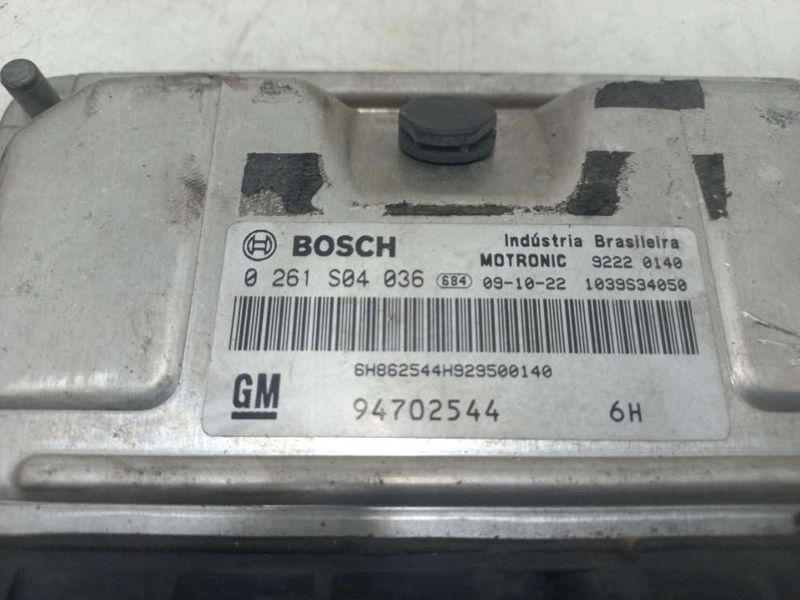 BOSCH
Indústria Brasileira
MOTRONIC 9222 0140
0 261 S04 036 684 09-10-22 1039S34050
6H862544H929500140
GM 94702544 6H